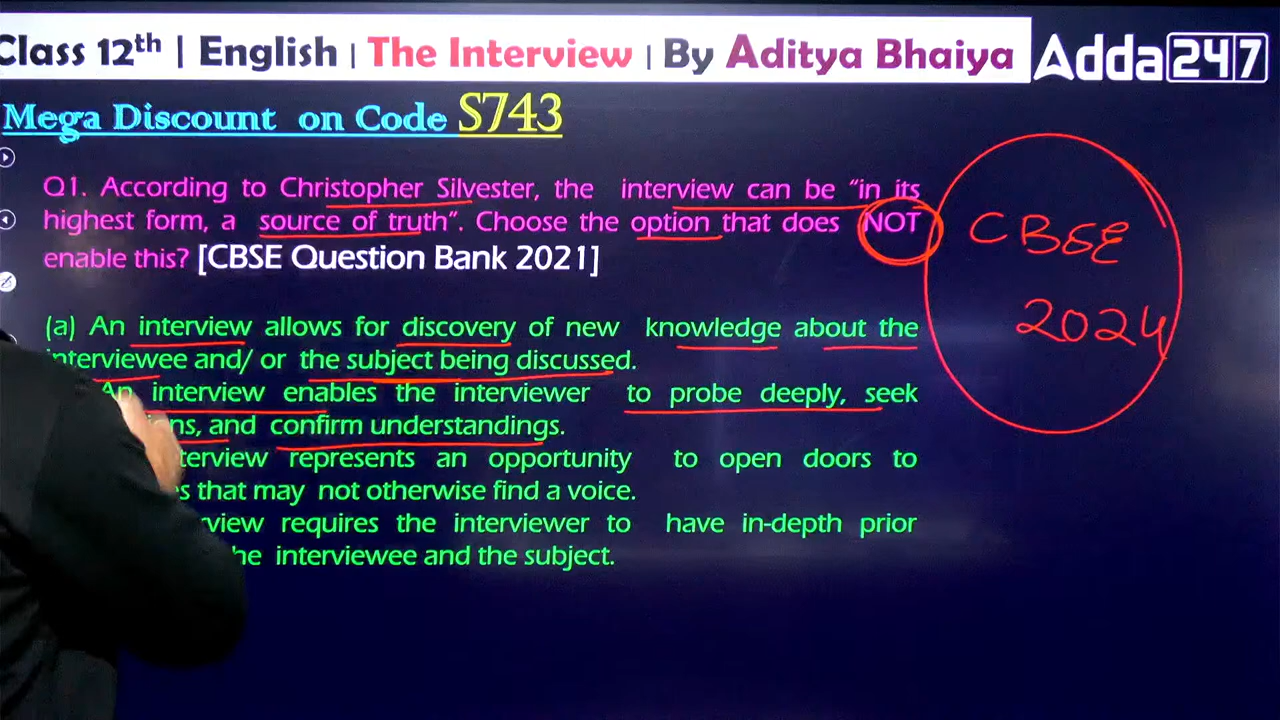 Class 12th | English | The Interview | By Aditya Bhaiya
Adda247
Mega Discount on Code S743
Q1. According to Christopher Silvester, the interview can be “in its
highest form, a source of truth”. Choose the option that does NOT
enable this? [CBSE Question Bank 2021]
CBSE
2024
(a) An interview allows for discovery of new knowledge about the
interviewee and/ or the subject being discussed.
An interview enables the interviewer to probe deeply, seek
and confirm understandings.
represents an opportunity to open doors to
that may not otherwise find a voice.
requires the interviewer to have in-depth prior
interviewee and the subject.